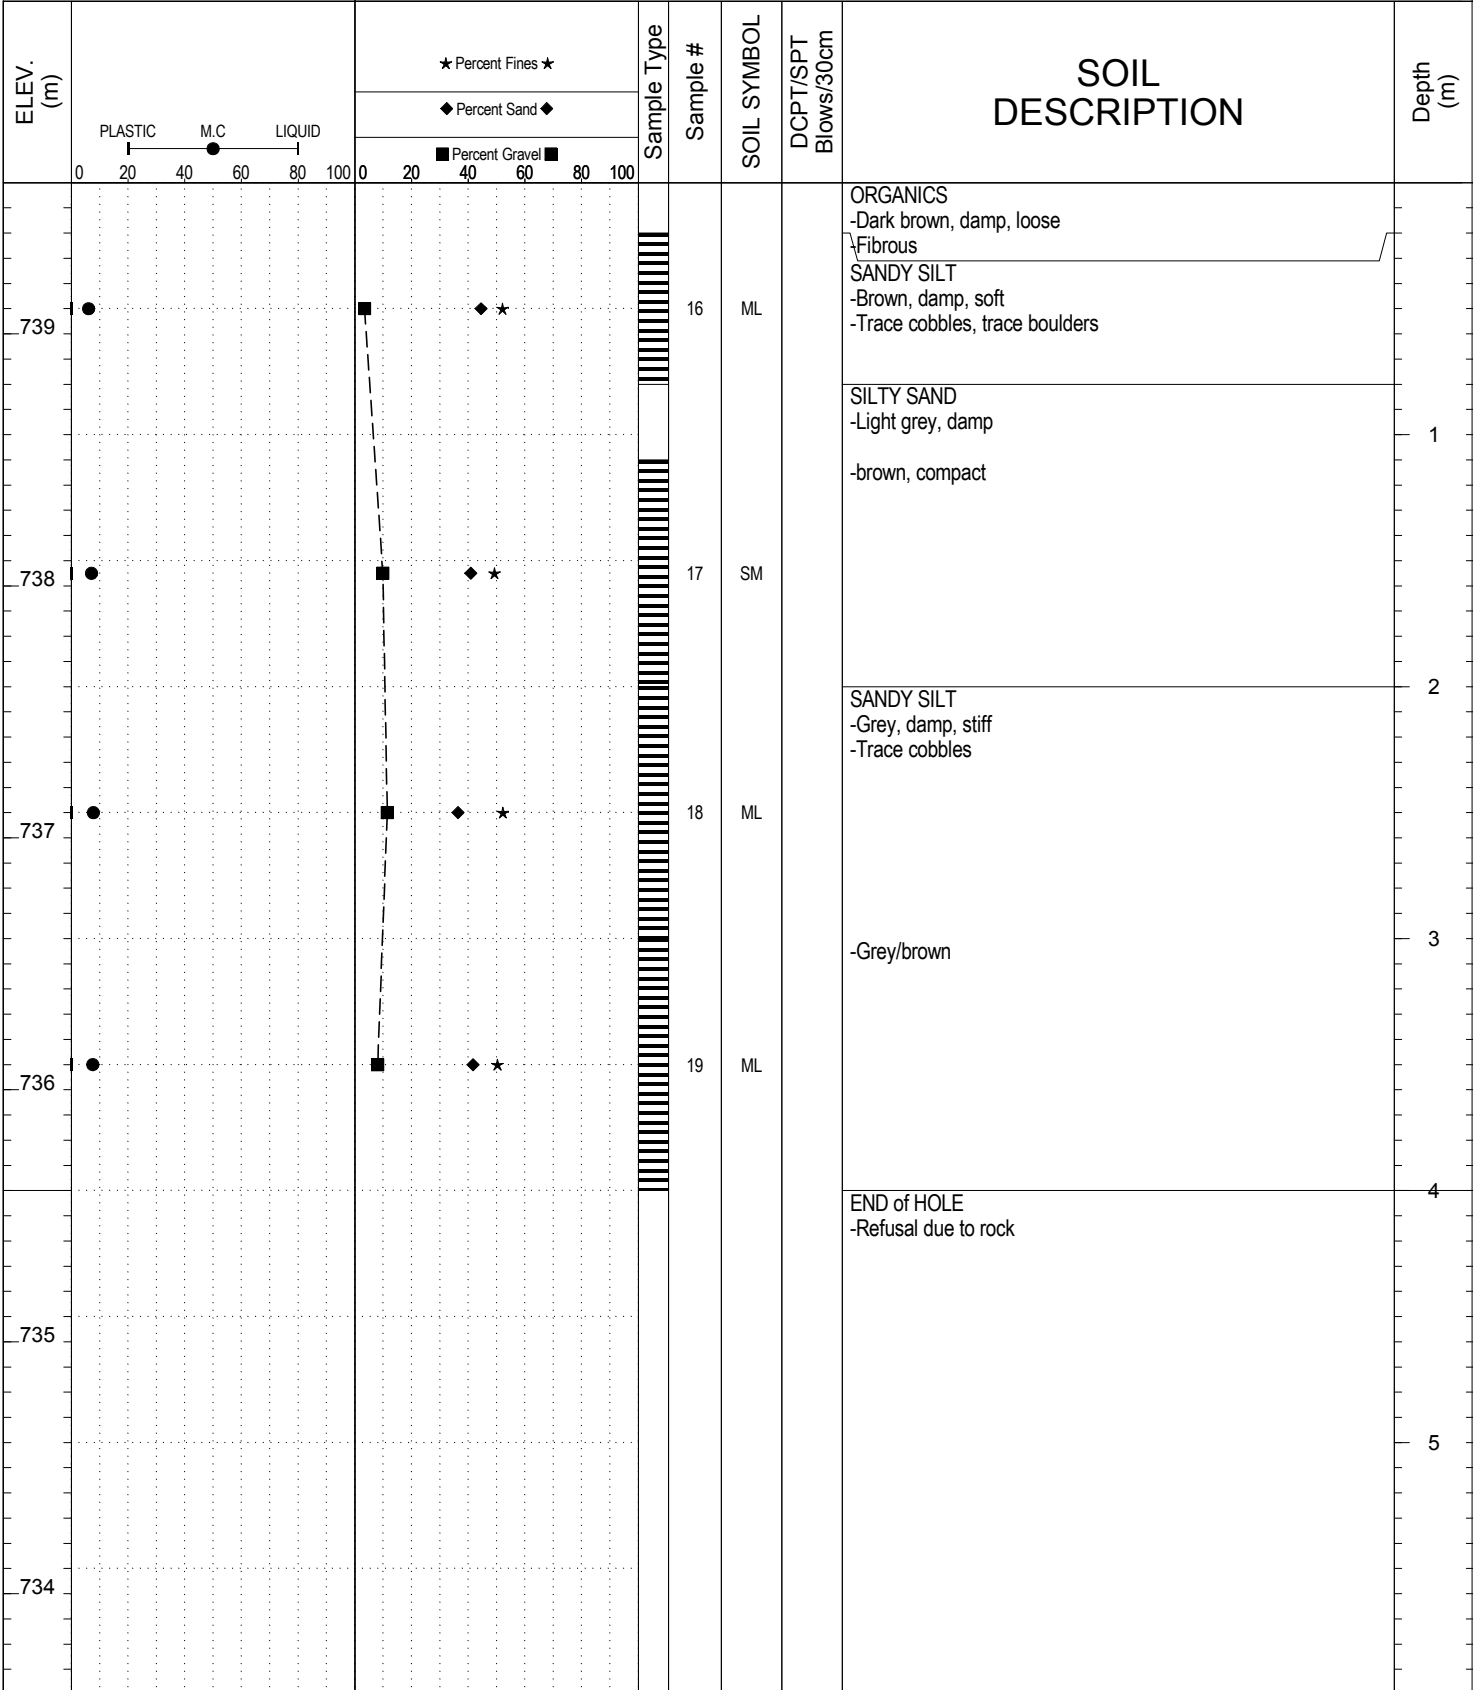 ELEV.
(m)
PLASTIC M.C LIQUID
0 20 40 60 80 100
★ Percent Fines ★
◆ Percent Sand ◆
■ Percent Gravel ■
0 20 40 60 80 100
Sample Type
Sample #
SOIL SYMBOL
DCPT/SPT
Blows/30cm
SOIL
DESCRIPTION
Depth
(m)
ORGANICS
-Dark brown, damp, loose
-Fibrous
SANDY SILT
-Brown, damp, soft
16 ML
-Trace cobbles, trace boulders
739
SILTY SAND
-Light grey, damp
1
-brown, compact
17 SM
738
2
SANDY SILT
-Grey, damp, stiff
-Trace cobbles
18 ML
737
3
-Grey/brown
19 ML
736
4
END of HOLE
-Refusal due to rock
735
5
734